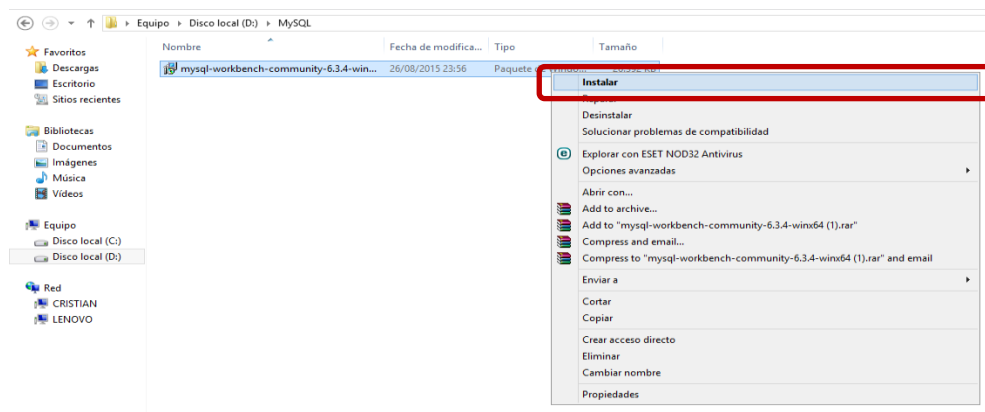 Equipo Disco local (D:) MySQL
Favoritos
Descargas
Escritorio
Sitios recientes
Bibliotecas
Documentos
Imágenes
Música
Vídeos
Equipo
Disco local (C:)
Disco local (D:)
Red
CRISTIAN
LENOVO
Nombre Fecha de modifica... Tipo Tamaño
mysql-workbench-community-6.3.4-win... 26/08/2015 23:56 Paquete de
Instalar
Desinstalar
Solucionar problemas de compatibilidad
Explorar con ESET NOD32 Antivirus
Opciones avanzadas
Abrir con...
Add to archive...
Add to "mysql-workbench-community-6.3.4-winx64 (1).rar"
Compress and email...
Compress to "mysql-workbench-community-6.3.4-winx64 (1).rar" and email
Enviar a
Cortar
Copiar
Crear acceso directo
Eliminar
Cambiar nombre
Propiedades